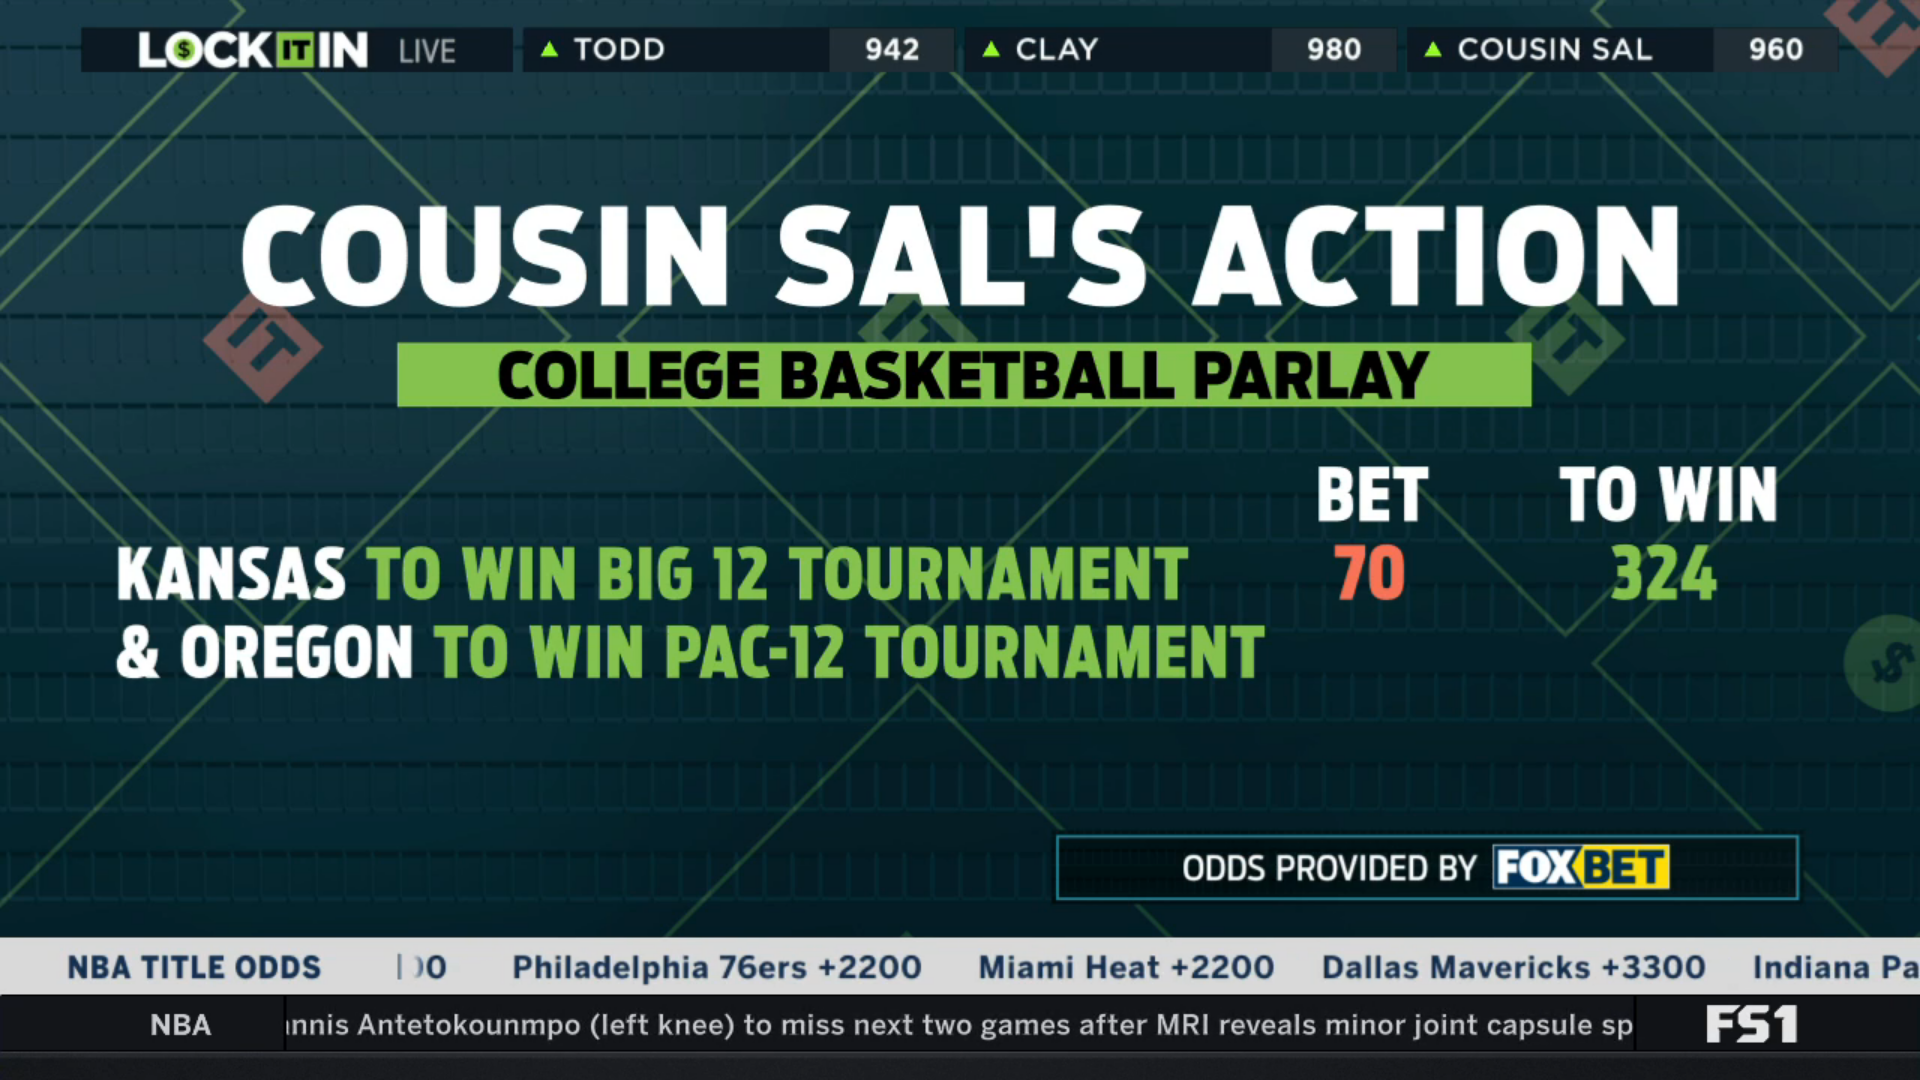 LOCK IT IN LIVE ▲ TODD 942 ▲ CLAY 980 ▲ COUSIN SAL 960
COUSIN SAL'S ACTION
COLLEGE BASKETBALL PARLAY
BET TO WIN
KANSAS TO WIN BIG 12 TOURNAMENT 70 324
& OREGON TO WIN PAC-12 TOURNAMENT
ODDS PROVIDED BY FOX BET
NBA TITLE ODDS Philadelphia 76ers +2200 Miami Heat +2200 Dallas Mavericks +3300 Indiana Pa
NBA nnis Antetokounmpo (left knee) to miss next two games after MRI reveals minor joint capsule sp FS1